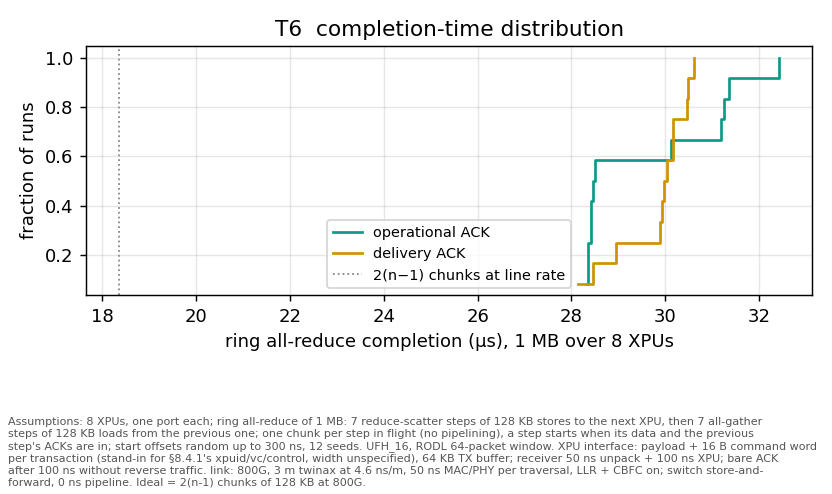 T6  completion-time distribution
fraction of runs
1.0
0.8
0.6
0.4
0.2
operational ACK
delivery ACK
2(n−1) chunks at line rate
18 20 22 24 26 28 30 32
ring all-reduce completion (µs), 1 MB over 8 XPUs
Assumptions: 8 XPUs, one port each; ring all-reduce of 1 MB: 7 reduce-scatter steps of 128 KB stores to the next XPU, then 7 all-gather
steps of 128 KB loads from the previous one; one chunk per step in flight (no pipelining), a step starts when its data and the previous
step's ACKs are in; start offsets random up to 300 ns, 12 seeds. UFH_16, RODL 64-packet window. XPU interface: payload + 16 B command word
per transaction (stand-in for §8.4.1's xpuid/vc/control, width unspecified), 64 KB TX buffer; receiver 50 ns unpack + 100 ns XPU; bare ACK
after 100 ns without reverse traffic. link: 800G, 3 m twinax at 4.6 ns/m, 50 ns MAC/PHY per traversal, LLR + CBFC on; switch store-and-
forward, 0 ns pipeline. Ideal = 2(n-1) chunks of 128 KB at 800G.